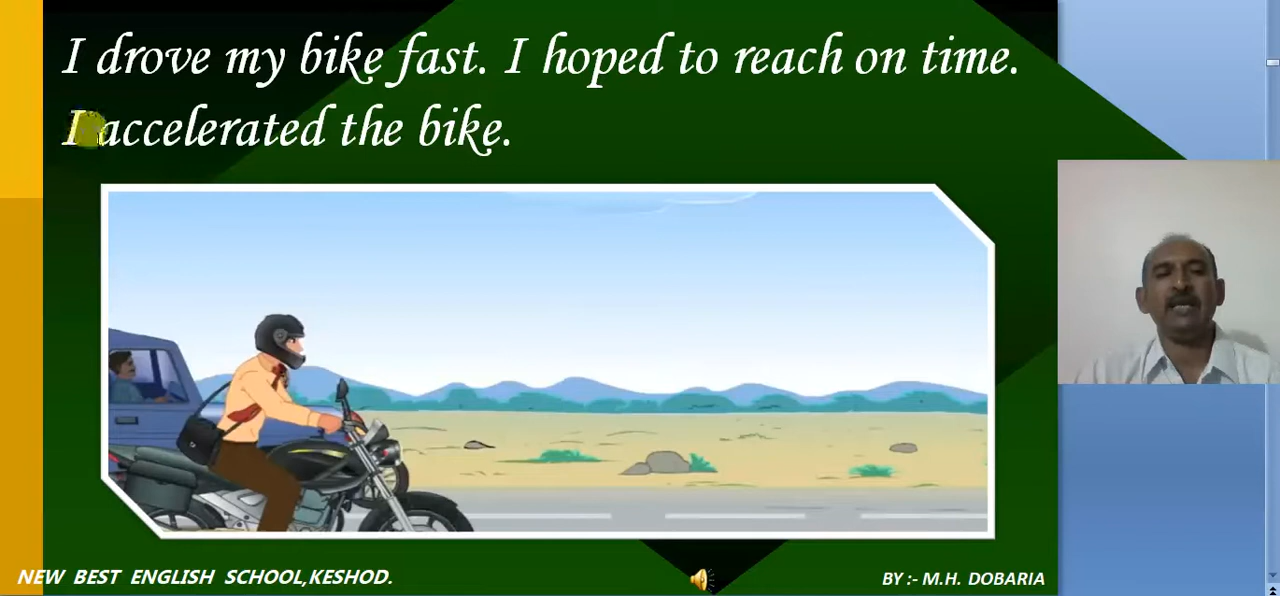 I drove my bike fast. I hoped to reach on time.
I accelerated the bike.
NEW BEST ENGLISH SCHOOL,KESHOD.
BY :- M.H. DOBARIA